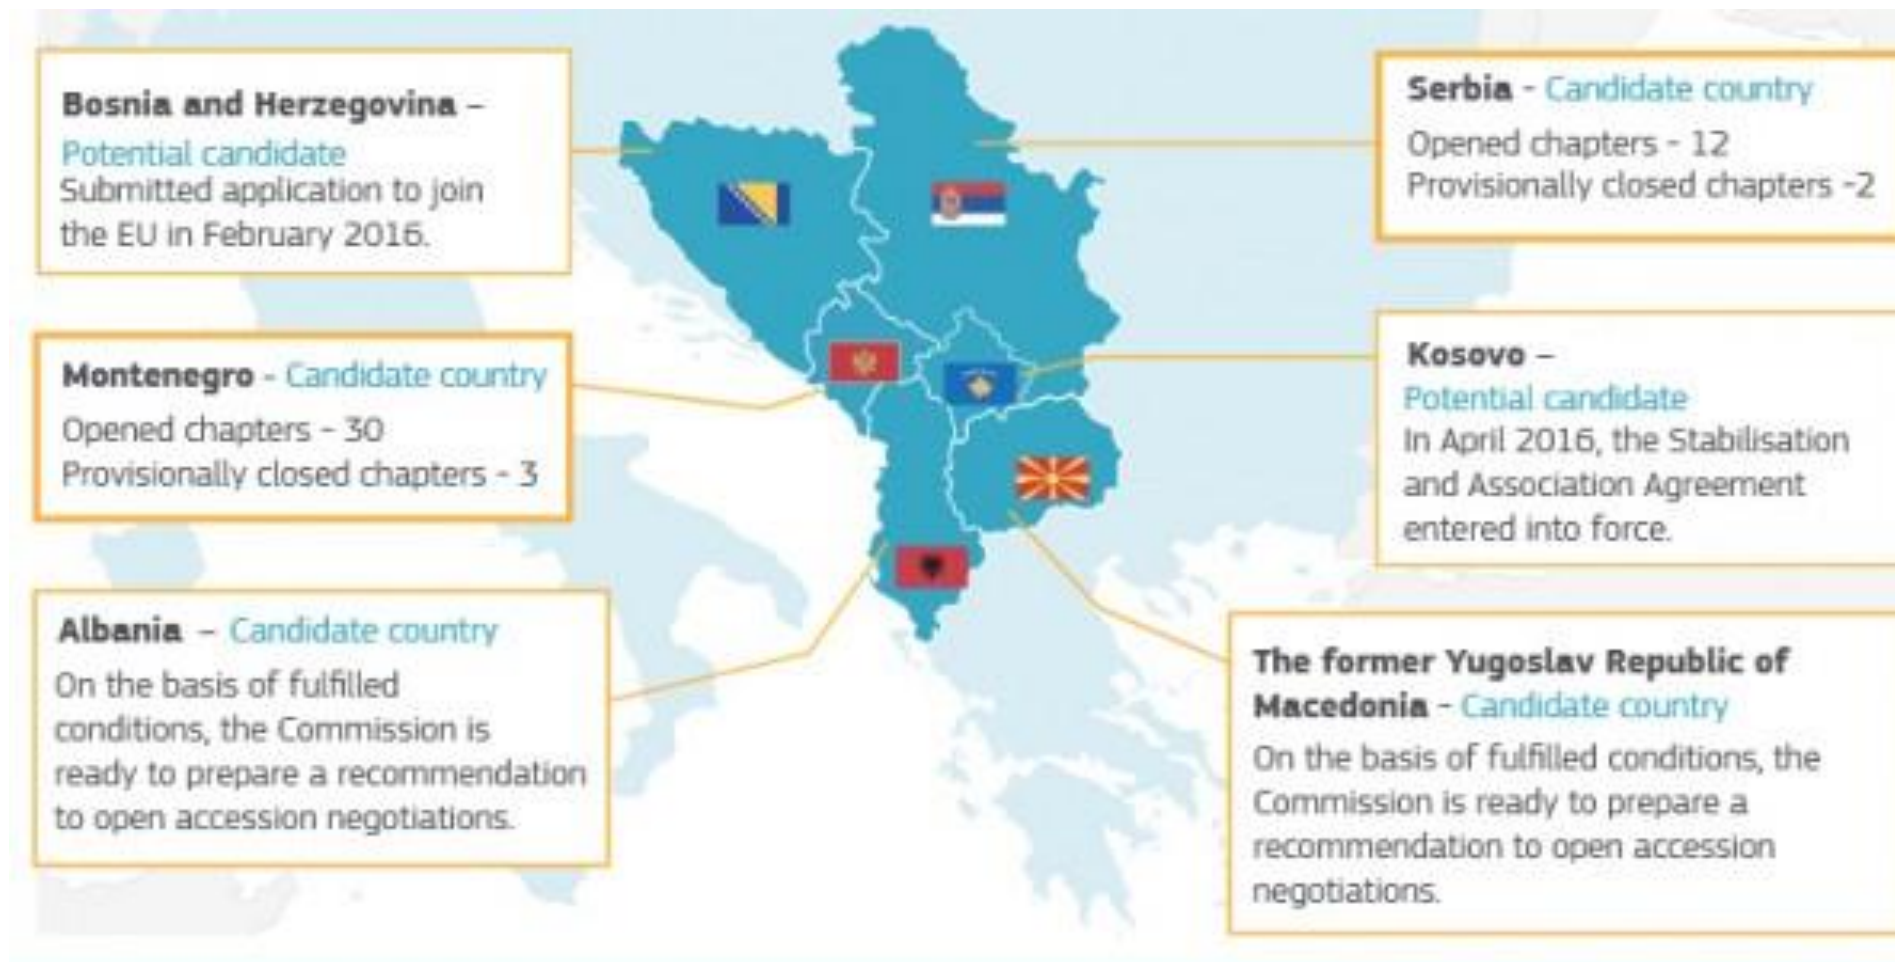 Bosnia and Herzegovina –
Potential candidate
Submitted application to join
the EU in February 2016.
Serbia - Candidate country
Opened chapters - 12
Provisionally closed chapters -2
Montenegro - Candidate country
Opened chapters - 30
Provisionally closed chapters - 3
Kosovo –
Potential candidate
In April 2016, the Stabilisation
and Association Agreement
entered into force.
Albania – Candidate country
On the basis of fulfilled
conditions, the Commission is
ready to prepare a recommendation
to open accession negotiations.
The former Yugoslav Republic of
Macedonia - Candidate country
On the basis of fulfilled conditions, the
Commission is ready to prepare a
recommendation to open accession
negotiations.